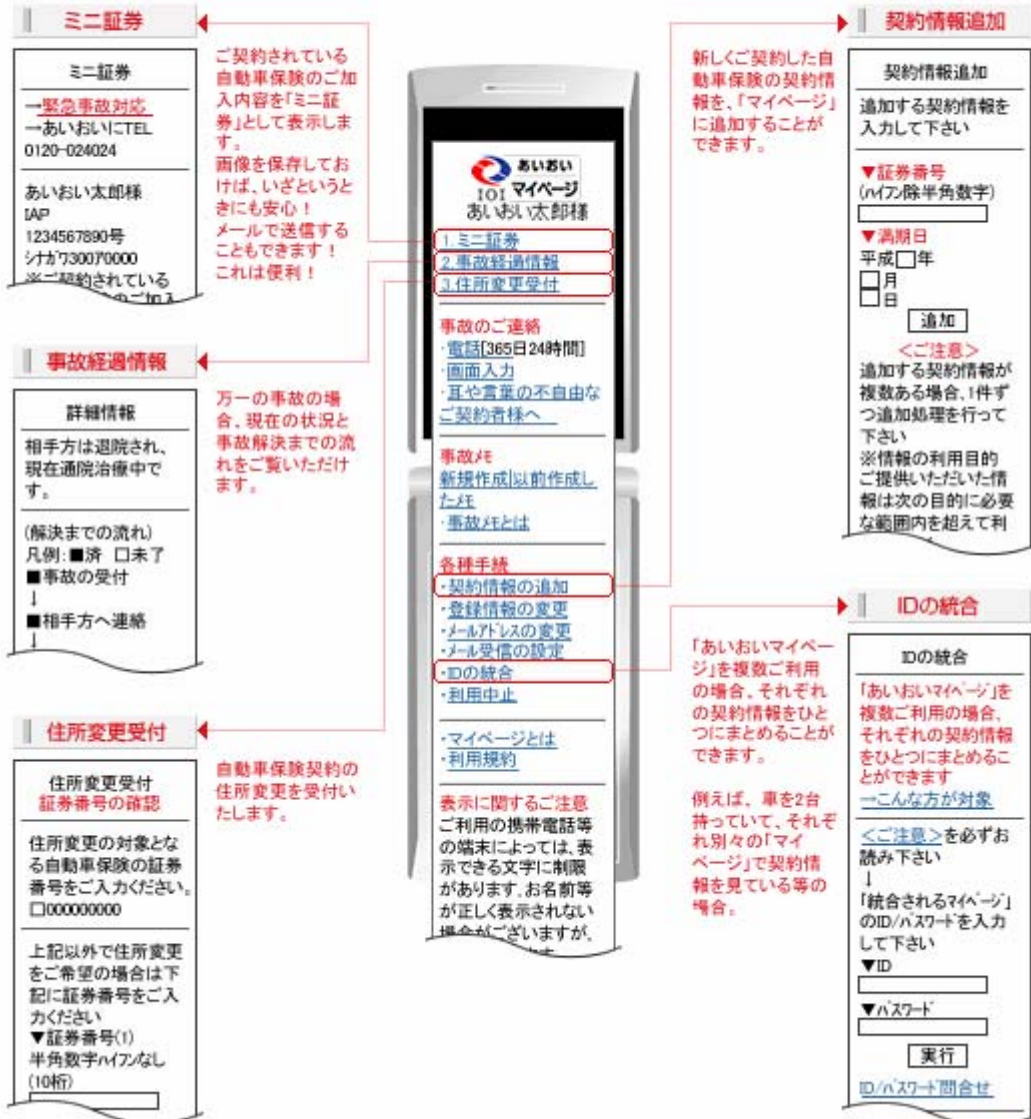 ミニ証券
ミニ証券
→緊急事故対応
→あいおいにTEL
0120-024024
あいおい太郎様
IAP
1234567890号
シナガワ300ア0000
※ご契約されている
のご加入
ご契約されている
自動車保険のご加
入内容を「ミニ証
券」として表示しま
す。
画像を保存してお
けば、いざというと
きにも安心！
メールで送信する
こともできます！
これは便利！
事故経過情報
詳細情報
相手方は退院され、
現在通院治療中で
す。
(解決までの流れ)
凡例:■済 □未了
■事故の受付
↓
■相手方へ連絡
↓
万一の事故の場
合、現在の状況と
事故解決までの流
れをご覧いただけ
ます。
住所変更受付
住所変更受付
証券番号の確認
住所変更の対象とな
る自動車保険の証券
番号をご入力ください。
□000000000
上記以外で住所変更
をご希望の場合は下
記に証券番号をご入
力ください
▼証券番号(1)
半角数字ハイフンなし
(10桁)
自動車保険契約の
住所変更を受付い
たします。
あいおい
IOI マイページ
あいおい太郎様
1.ミニ証券
2.事故経過情報
3.住所変更受付
事故のご連絡
･電話[365日24時間]
･画面入力
･耳や言葉の不自由な
ご契約者様へ
事故メモ
新規作成|以前作成し
たメモ
･事故メモとは
各種手続
･契約情報の追加
･登録情報の変更
･メールアドレスの変更
･メール受信の設定
･IDの統合
･利用中止
･マイページとは
･利用規約
表示に関するご注意
ご利用の携帯電話等
の端末によっては、表
示できる文字に制限
があります。お名前等
が正しく表示されない
場合がございますが、
新しくご契約した自
動車保険の契約情
報を、「マイページ」
に追加することが
できます。
契約情報追加
契約情報追加
追加する契約情報を
入力して下さい
▼証券番号
(ハイフン除半角数字)
▼満期日
平成□年
□月
□日
追加
<ご注意>
追加する契約情報が
複数ある場合、1件ず
つ追加処理を行って
下さい
※情報の利用目的
ご提供いただいた情
報は次の目的に必要
な範囲内を超えて利
「あいおいマイペー
ジ」を複数ご利用
の場合、それぞれ
の契約情報をひと
つにまとめることが
できます。
例えば、車を2台
持っていて、それぞ
れ別々の「マイ
ページ」で契約情
報を見ている等の
場合。
IDの統合
IDの統合
「あいおいマイページ」を
複数ご利用の場合、
それぞれの契約情報
をひとつにまとめるこ
とができます
→こんな方が対象
<ご注意>を必ずお
読み下さい
↓
「統合されるマイページ」
のID/パスワードを入力
して下さい
▼ID
▼パスワード
実行
ID/パスワード問合せ